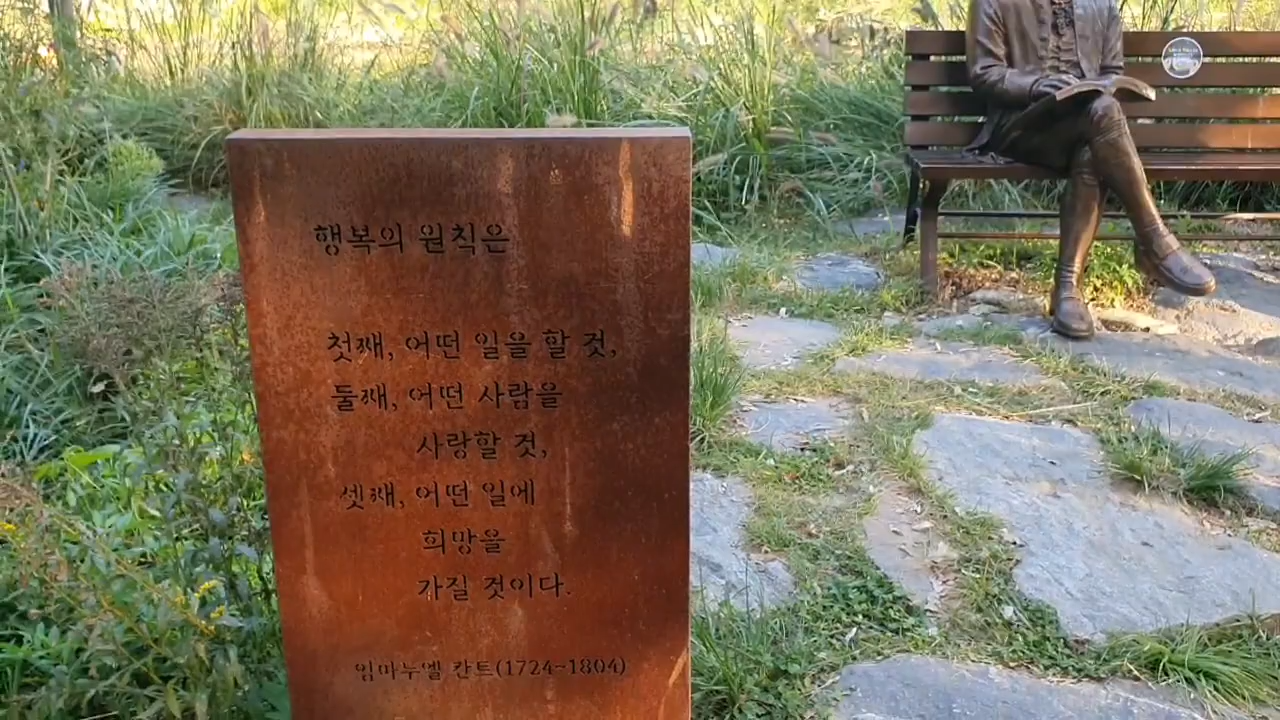 행복의 원칙은
첫째, 어떤 일을 할 것,
둘째, 어떤 사람을
사랑할 것,
셋째, 어떤 일에
희망을
가질 것이다.
임마누엘 칸트(1724~1804)